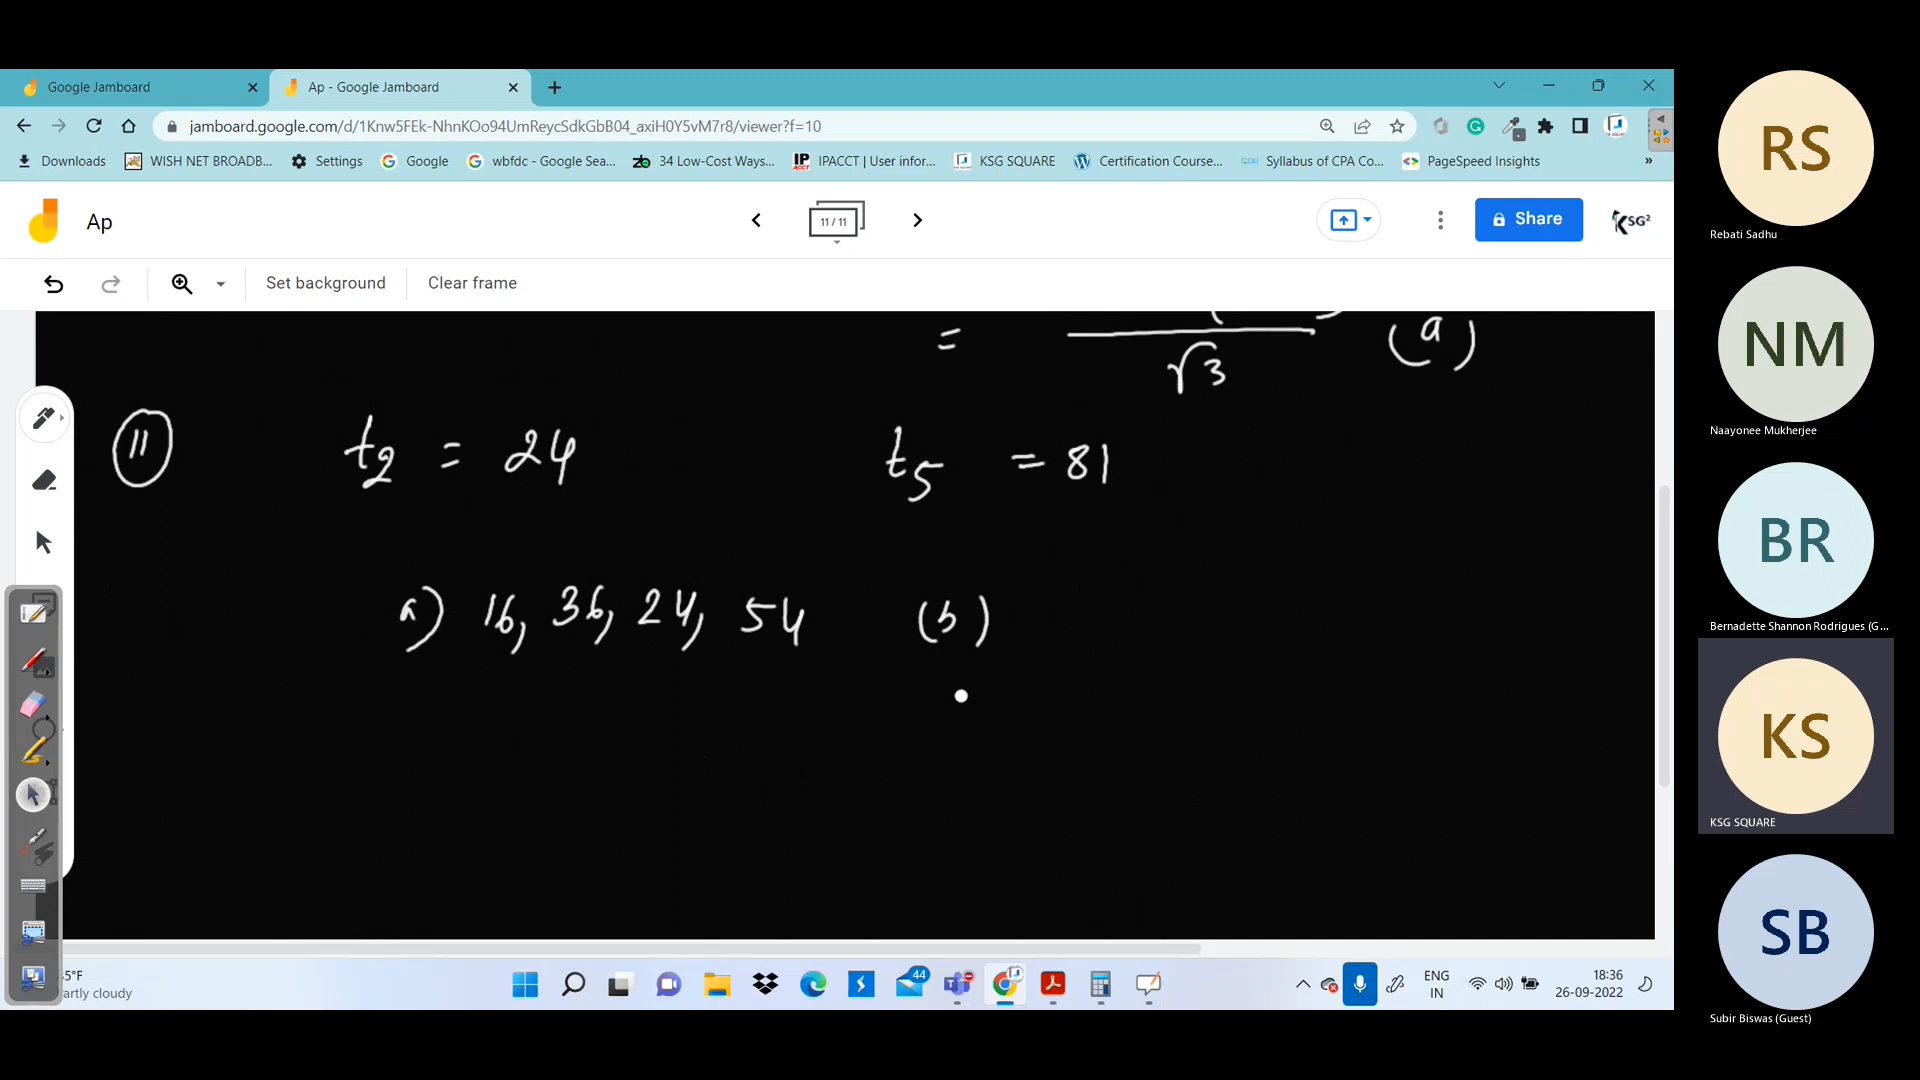 Google Jamboard
Ap - Google Jamboard
jamboard.google.com/d/1Knw5FEk-NhnKOo94UmReycSdkGbB04_axiH0Y5vM7r8/viewer?f=10
Downloads WISH NET BROADB... Settings Google wbfdc - Google Sea... 34 Low-Cost Ways... IPACCT | User infor... KSG SQUARE Certification Course... Syllabus of CPA Co... PageSpeed Insights »
Ap
11 / 11
Share
KSG²
Set background
Clear frame
= √3 (a)
11 t2 = 24 t5 = 81
a) 16, 36, 24, 54 (b)
RS
Rebati Sadhu
NM
Naayonee Mukherjee
BR
Bernadette Shannon Rodrigues (G...
KS
KSG SQUARE
SB
Subir Biswas (Guest)
5°F
artly cloudy
44
ENG
IN
18:36
26-09-2022